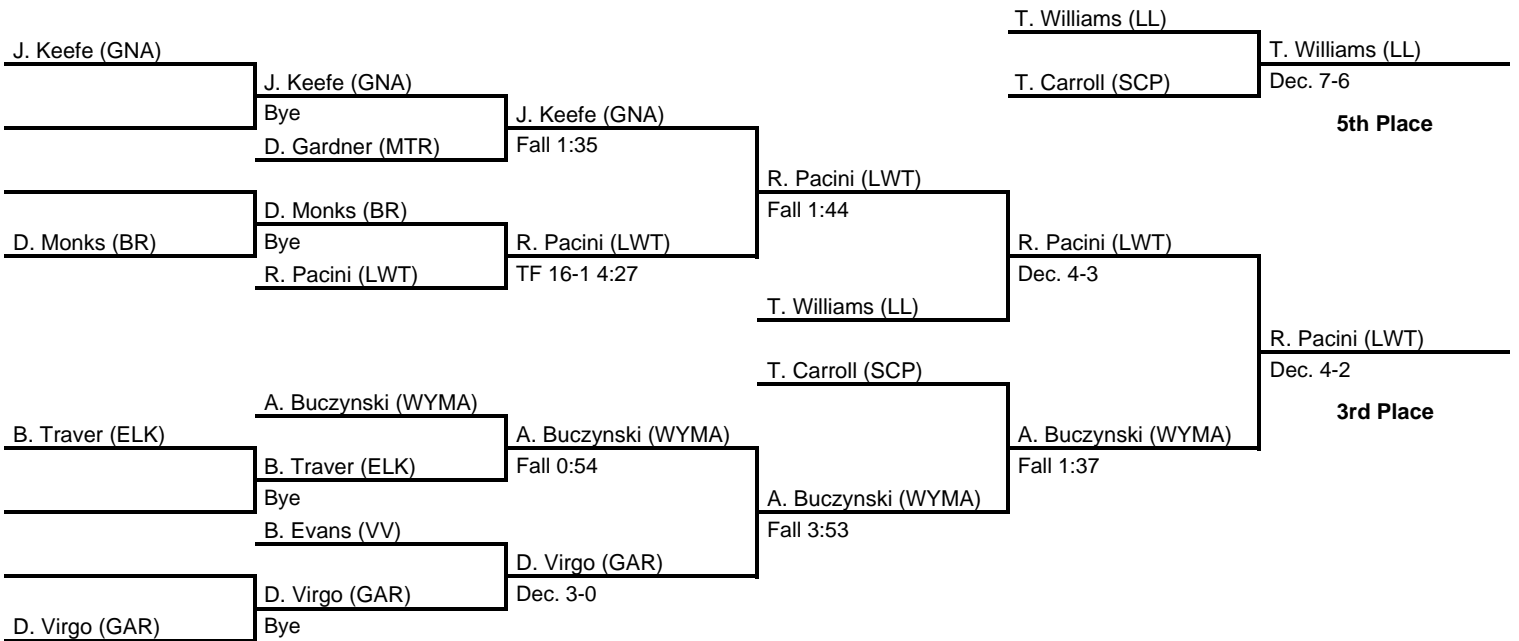 T. Williams (LL)
J. Keefe (GNA)
T. Williams (LL)
J. Keefe (GNA)
T. Carroll (SCP)
Dec. 7-6
Bye
J. Keefe (GNA)
5th Place
D. Gardner (MTR)
Fall 1:35
R. Pacini (LWT)
D. Monks (BR)
Fall 1:44
D. Monks (BR)
Bye
R. Pacini (LWT)
R. Pacini (LWT)
R. Pacini (LWT)
TF 16-1 4:27
Dec. 4-3
T. Williams (LL)
R. Pacini (LWT)
T. Carroll (SCP)
Dec. 4-2
A. Buczynski (WYMA)
3rd Place
B. Traver (ELK)
A. Buczynski (WYMA)
A. Buczynski (WYMA)
B. Traver (ELK)
Fall 0:54
Fall 1:37
Bye
A. Buczynski (WYMA)
B. Evans (VV)
Fall 3:53
D. Virgo (GAR)
D. Virgo (GAR)
Dec. 3-0
D. Virgo (GAR)
Bye